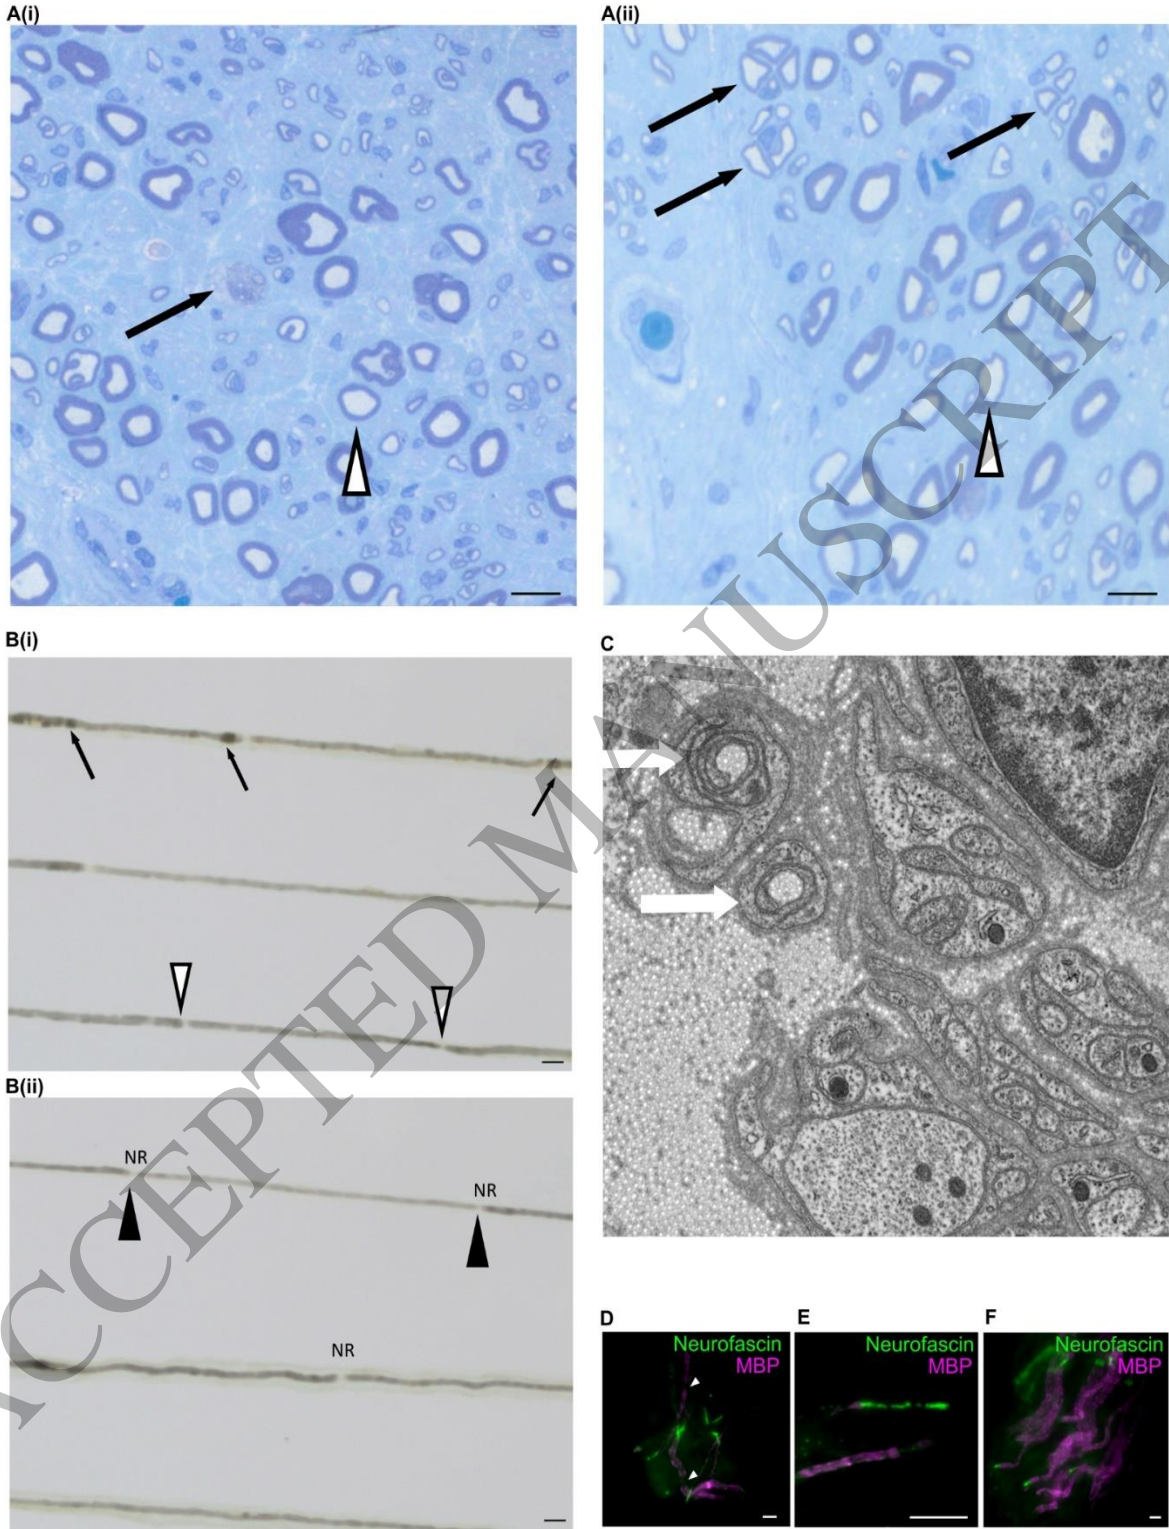 A(i)
A(ii)
B(i)
C
B(ii)
NR
NR
NR
D
E
F
Neurofascin
MBP
Neurofascin
MBP
Neurofascin
MBP
ACCEPTED MANUSCRIPT